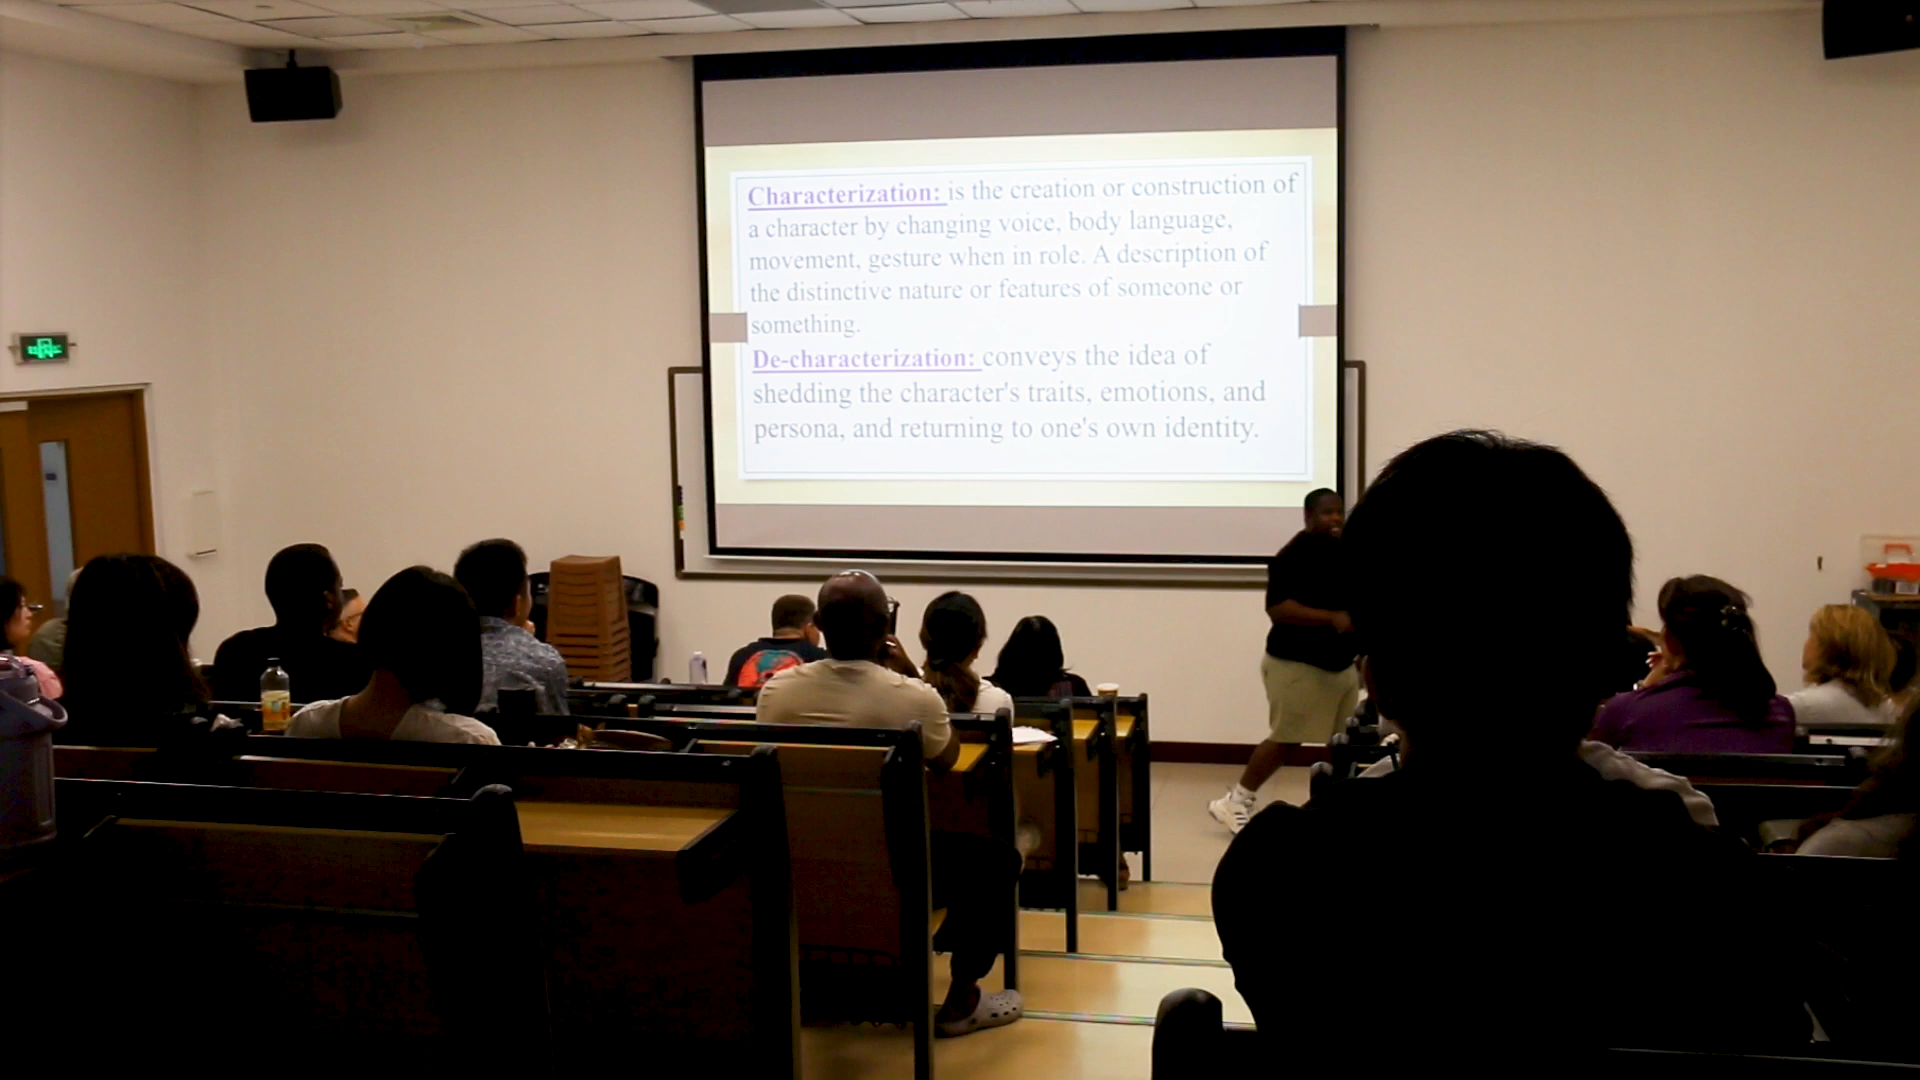 Characterization: is the creation or construction of
a character by changing voice, body language,
movement, gesture when in role. A description of
the distinctive nature or features of someone or
something.
De-characterization: conveys the idea of
shedding the character's traits, emotions, and
persona, and returning to one's own identity.